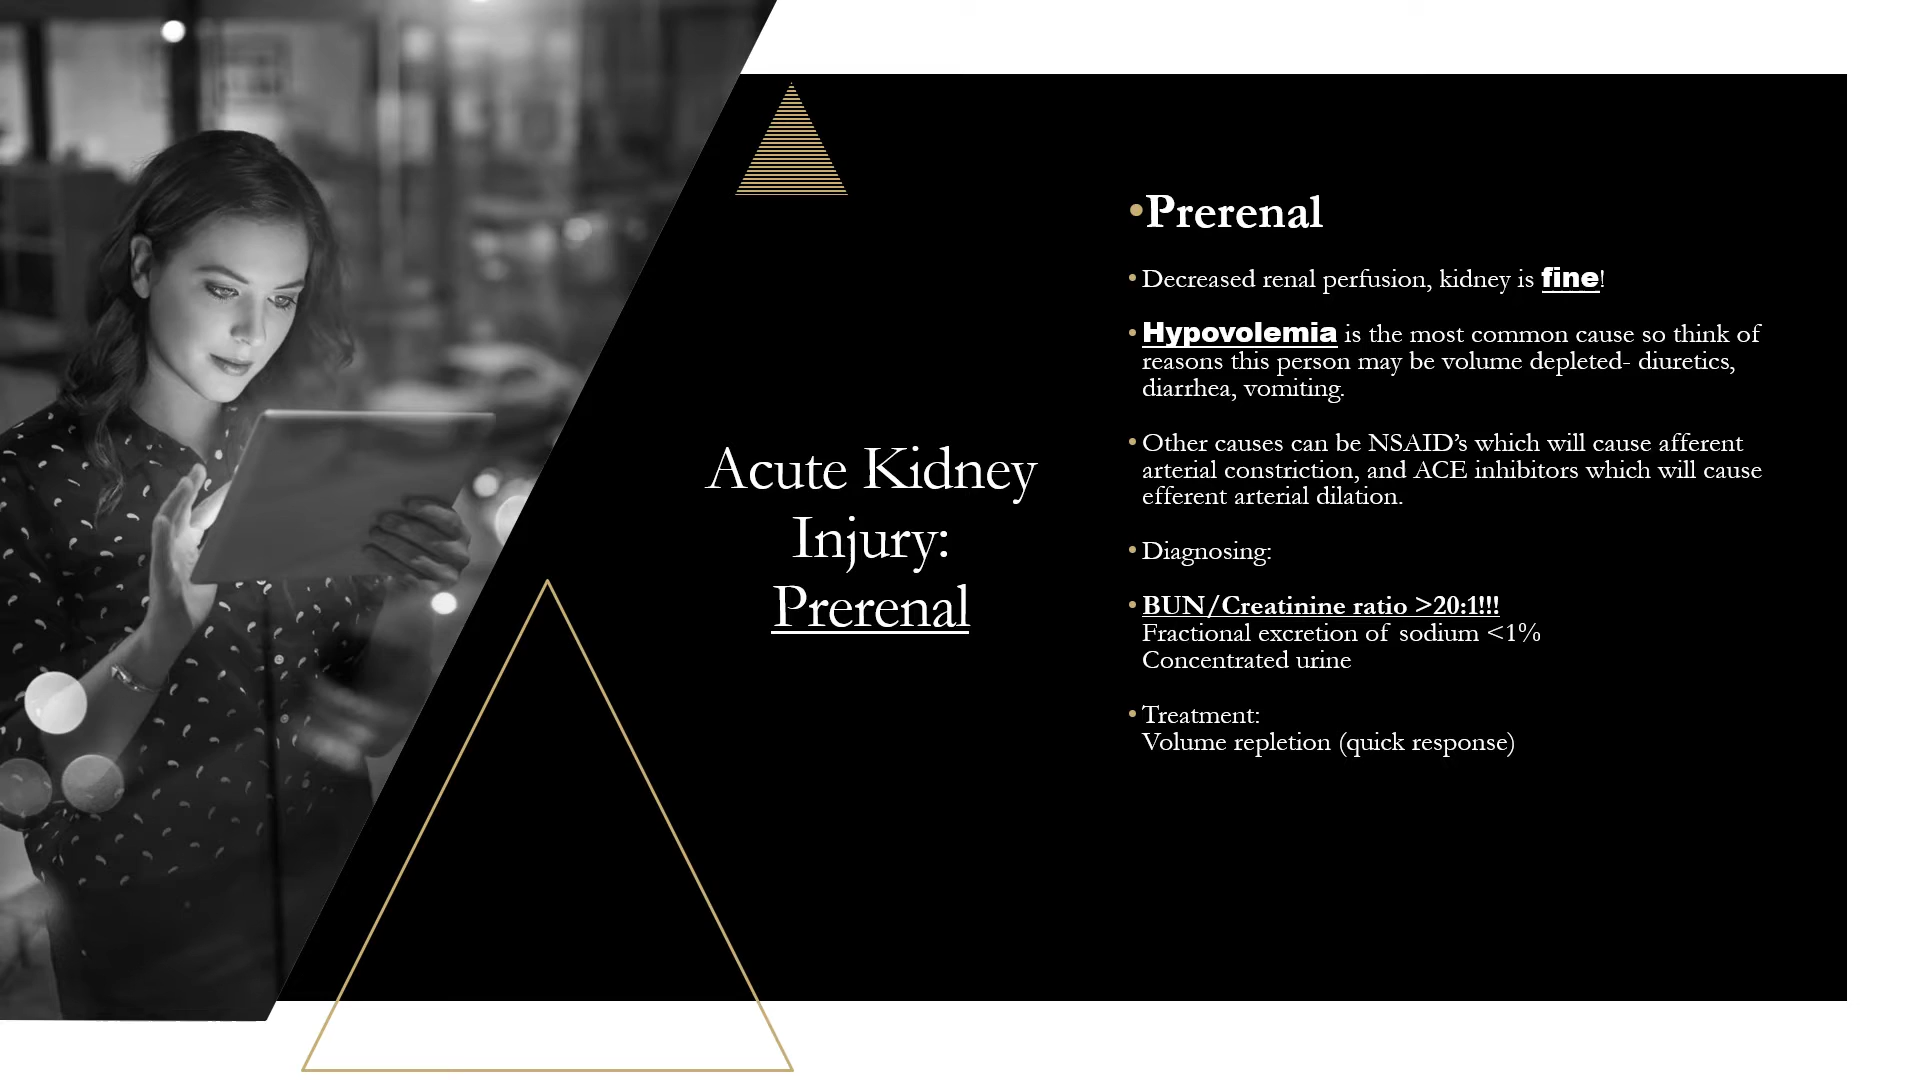 Acute Kidney
Injury:
Prerenal
•Prerenal
• Decreased renal perfusion, kidney is fine!
• Hypovolemia is the most common cause so think of
reasons this person may be volume depleted- diuretics,
diarrhea, vomiting.
• Other causes can be NSAID’s which will cause afferent
arterial constriction, and ACE inhibitors which will cause
efferent arterial dilation.
• Diagnosing:
• BUN/Creatinine ratio >20:1!!!
Fractional excretion of sodium <1%
Concentrated urine
• Treatment:
Volume repletion (quick response)